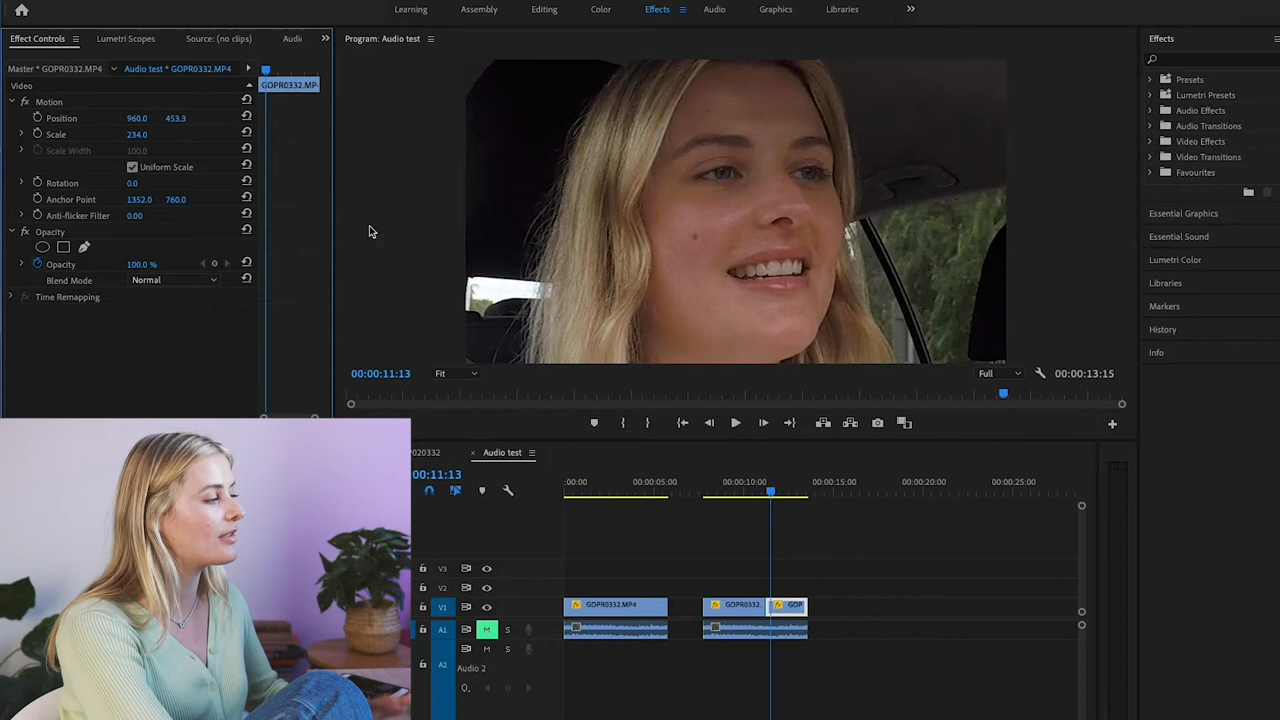 Learning Assembly Editing Color Effects Audio Graphics Libraries
Effect Controls Lumetri Scopes Source: (no clips) Audi
Program: Audio test
Effects
Master * GOPR0332.MP4 Audio test * GOPR0332.MP4
Video
GOPR0332.MP
Motion
Position 960.0 453.3
Scale 234.0
Scale Width 100.0
Uniform Scale
Rotation 0.0
Anchor Point 1352.0 760.0
Anti-flicker Filter 0.00
Opacity
Opacity 100.0 %
Blend Mode Normal
Time Remapping
Presets
Lumetri Presets
Audio Effects
Audio Transitions
Video Effects
Video Transitions
Favourites
Essential Graphics
Essential Sound
Lumetri Color
Libraries
Markers
History
Info
00:00:11:13 Fit Full 00:00:13:15
020332 Audio test
00:11:13
:00:00 00:00:05:00 00:00:10:00 00:00:15:00 00:00:20:00 00:00:25:00
V3
V2
V1 GOPR0332.MP4 GOPR0332. GOP
A1 M S
A2 M S
Audio 2